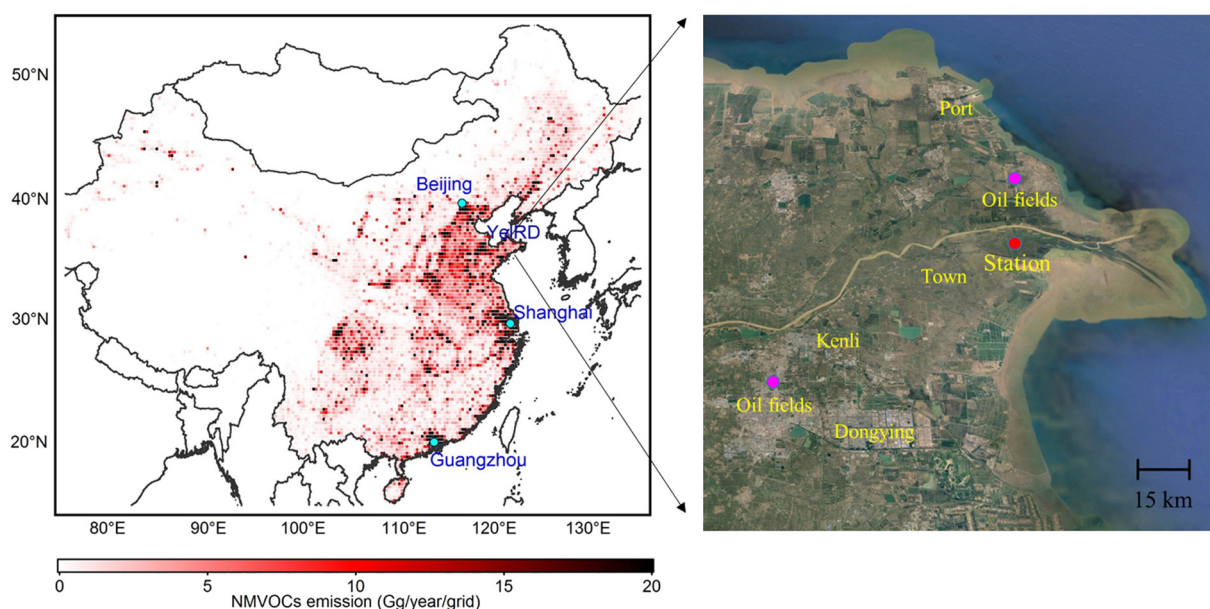 50°N
40°N
30°N
20°N
Beijing
YelRD
Shanghai
Guangzhou
80°E 90°E 100°E 110°E 120°E 130°E
0 5 10 15 20
NMVOCs emission (Gg/year/grid)
Port
Oil fields
Station
Town
Kenli
Oil fields
Dongying
15 km